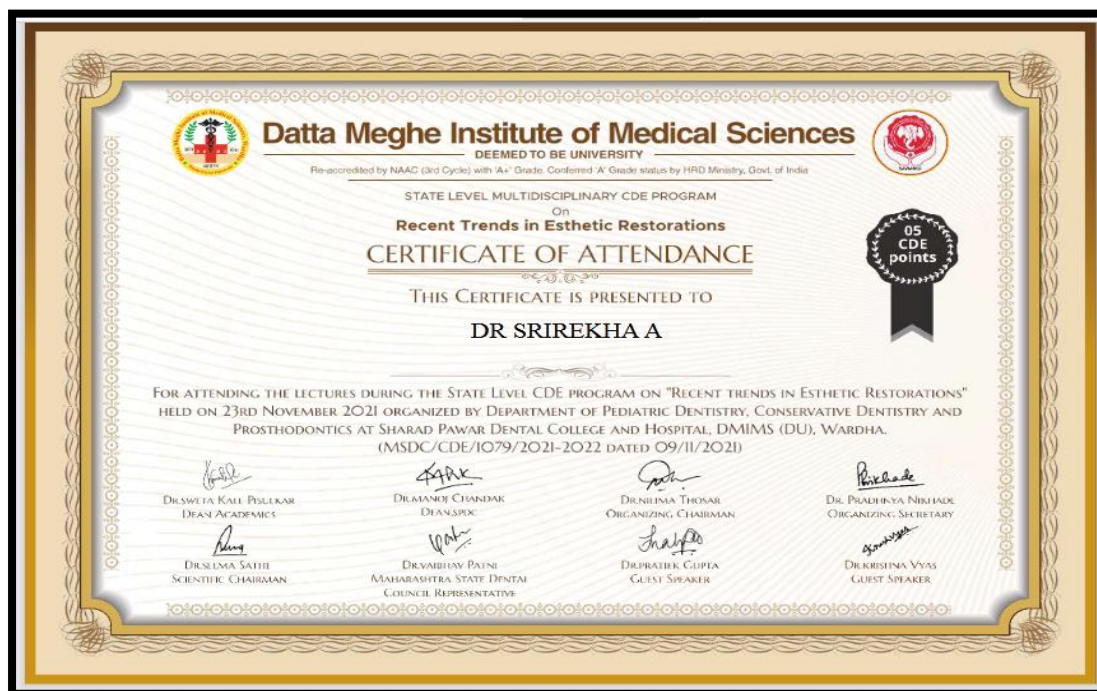 Datta Meghe Institute of Medical Sciences
DEEMED TO BE UNIVERSITY
Re-accredited by NAAC (3rd Cycle) with 'A+' Grade. Conferred 'A' Grade status by HRD Ministry, Govt. of India
STATE LEVEL MULTIDISCIPLINARY CDE PROGRAM
On
Recent Trends in Esthetic Restorations
CERTIFICATE OF ATTENDANCE
05
CDE
points
THIS CERTIFICATE IS PRESENTED TO
DR SRIREKHA A
FOR ATTENDING THE LECTURES DURING THE STATE LEVEL CDE PROGRAM ON "RECENT TRENDS IN ESTHETIC RESTORATIONS"
HELD ON 23RD NOVEMBER 2021 ORGANIZED BY DEPARTMENT OF PEDIATRIC DENTISTRY, CONSERVATIVE DENTISTRY AND
PROSTHODONTICS AT SHARAD PAWAR DENTAL COLLEGE AND HOSPITAL, DMIMS (DU), WARDHA.
(MSDC/CDE/1079/2021-2022 DATED 09/11/2021)
DR.SWETA KALE PISULKAR
DEAN ACADEMICS
DR.MANOJ CHANDAK
DEAN,SPDC
DR.NILIMA THOSAR
ORGANIZING CHAIRMAN
DR. PRADNYA NIKHADE
ORGANIZING SECRETARY
DR.SEEMA SATHE
SCIENTIFIC CHAIRMAN
DR.VAIBHAV PATNI
MAHARASHTRA STATE DENTAL
COUNCIL REPRESENTATIVE
DR.PRATEEK GUPTA
GUEST SPEAKER
DR.KRISHNA VYAS
GUEST SPEAKER